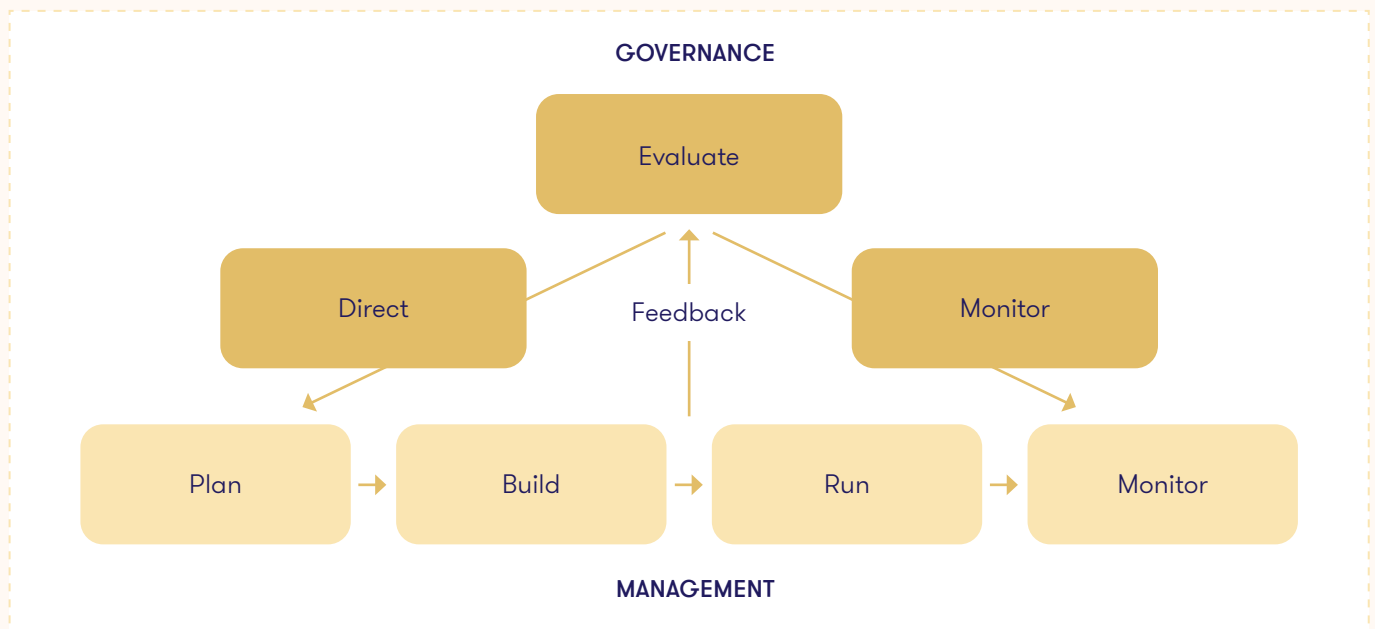 GOVERNANCE
Evaluate
Direct
Feedback
Monitor
Plan
Build
Run
Monitor
MANAGEMENT